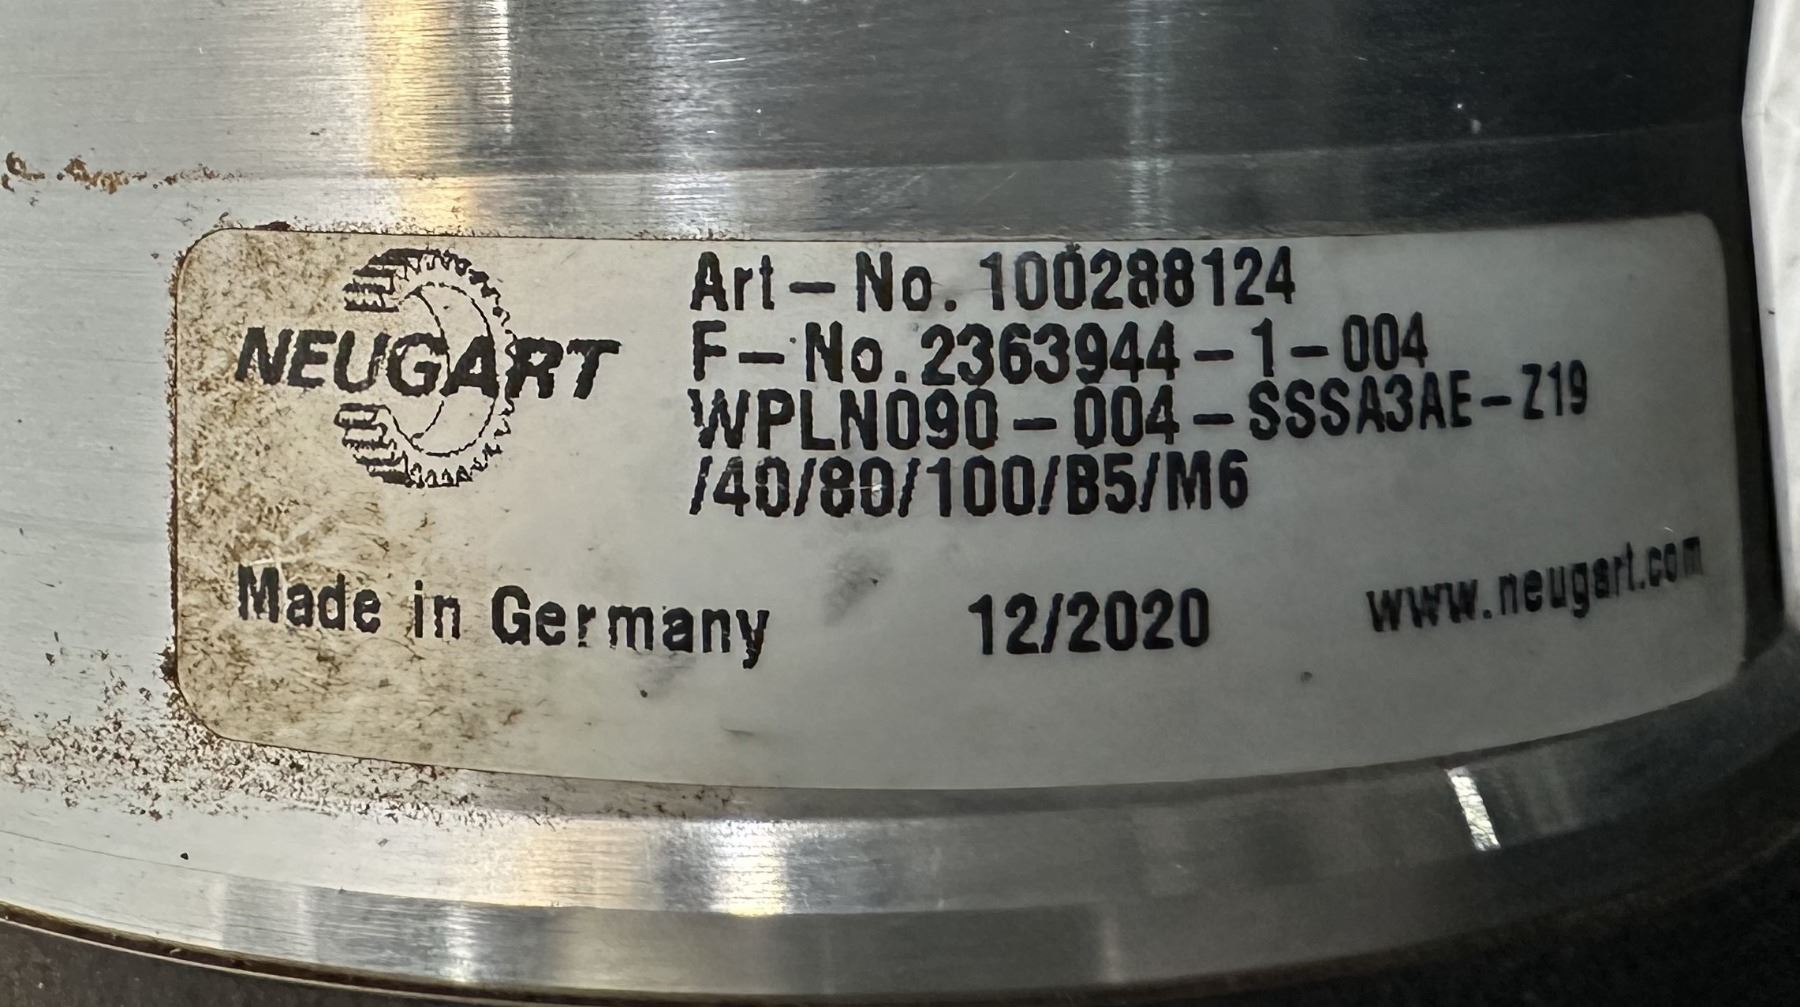 NEUGART
Art-No. 100288124
F-No. 2363944-1-004
WPLN090-004-SSSA3AE-Z19
/40/80/100/B5/M6
Made in Germany 12/2020 www.neugart.com